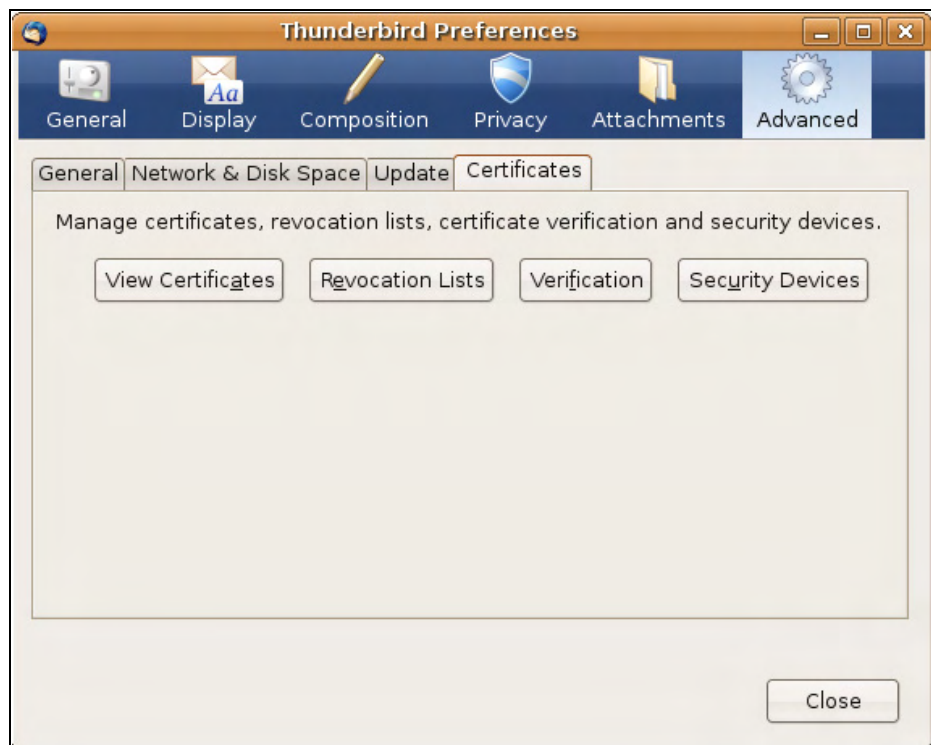 Thunderbird Preferences
Aa
General Display Composition Privacy Attachments Advanced
General Network & Disk Space Update Certificates
Manage certificates, revocation lists, certificate verification and security devices.
View Certificates Revocation Lists Verification Security Devices
Close